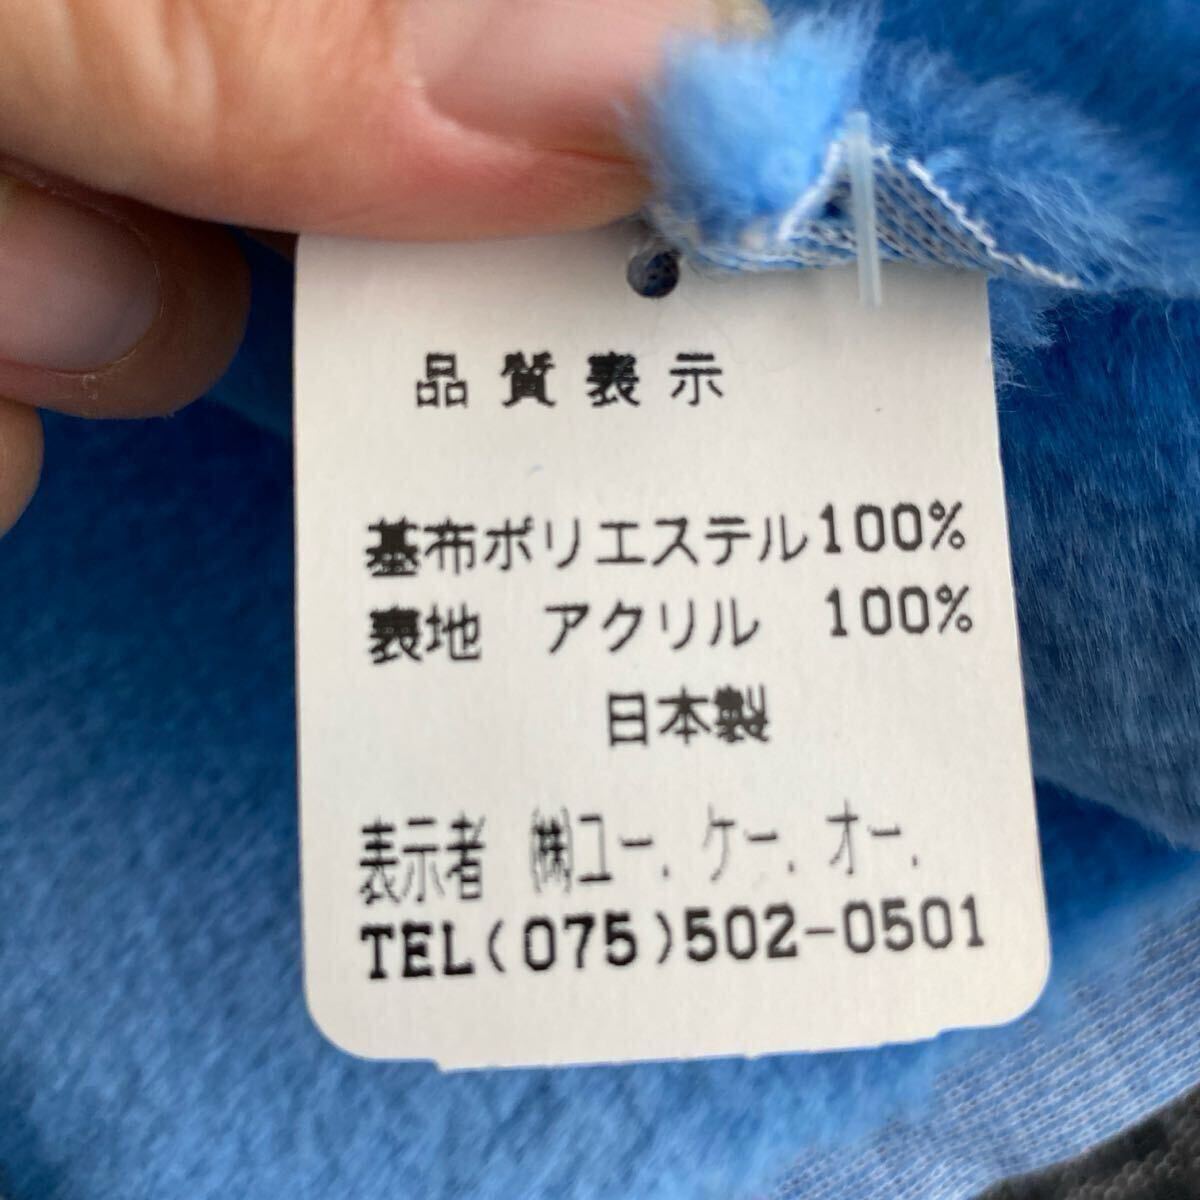 品質表示
基布ポリエステル100%
裏地 アクリル 100%
日本製
表示者 ㈱ユー.ケー.オー.
TEL(075)502-0501